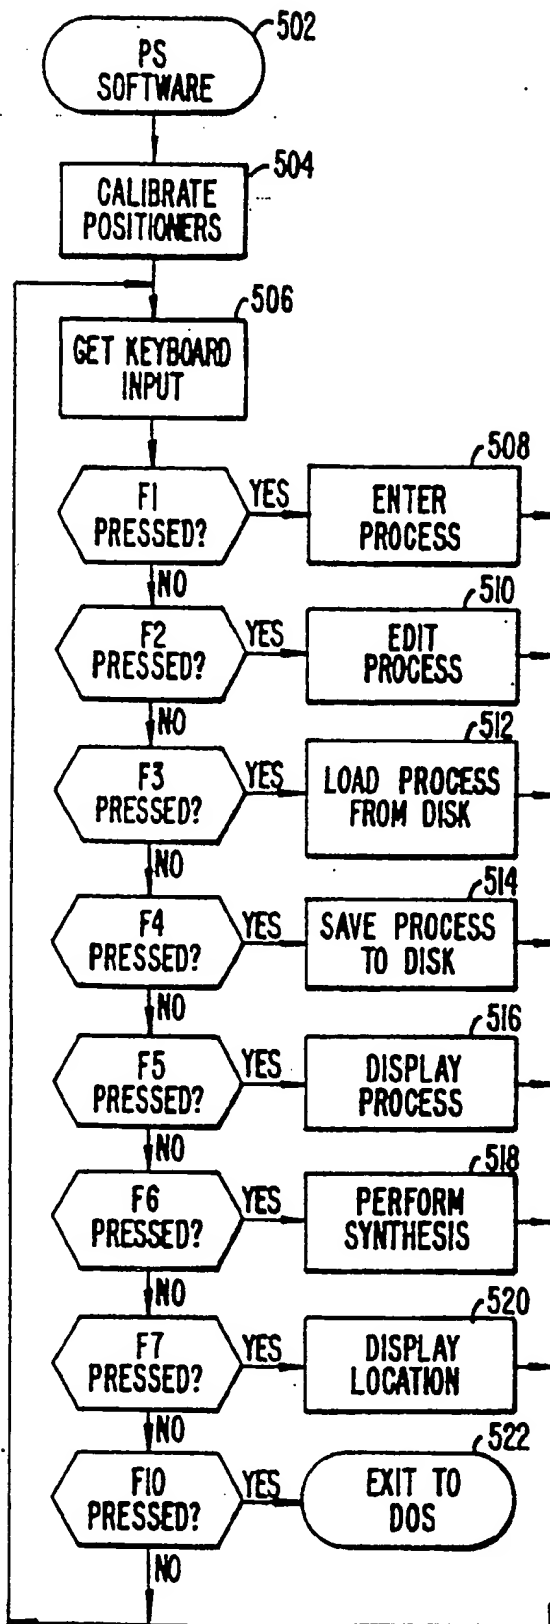 502
PS
SOFTWARE
504
CALIBRATE
POSITIONERS
506
GET KEYBOARD
INPUT
508
F1
PRESSED?
YES
ENTER
PROCESS
NO
510
F2
PRESSED?
YES
EDIT
PROCESS
NO
512
F3
PRESSED?
YES
LOAD PROCESS
FROM DISK
NO
514
F4
PRESSED?
YES
SAVE PROCESS
TO DISK
NO
516
F5
PRESSED?
YES
DISPLAY
PROCESS
NO
518
F6
PRESSED?
YES
PERFORM
SYNTHESIS
NO
520
F7
PRESSED?
YES
DISPLAY
LOCATION
NO
522
F10
PRESSED?
YES
EXIT TO
DOS
NO